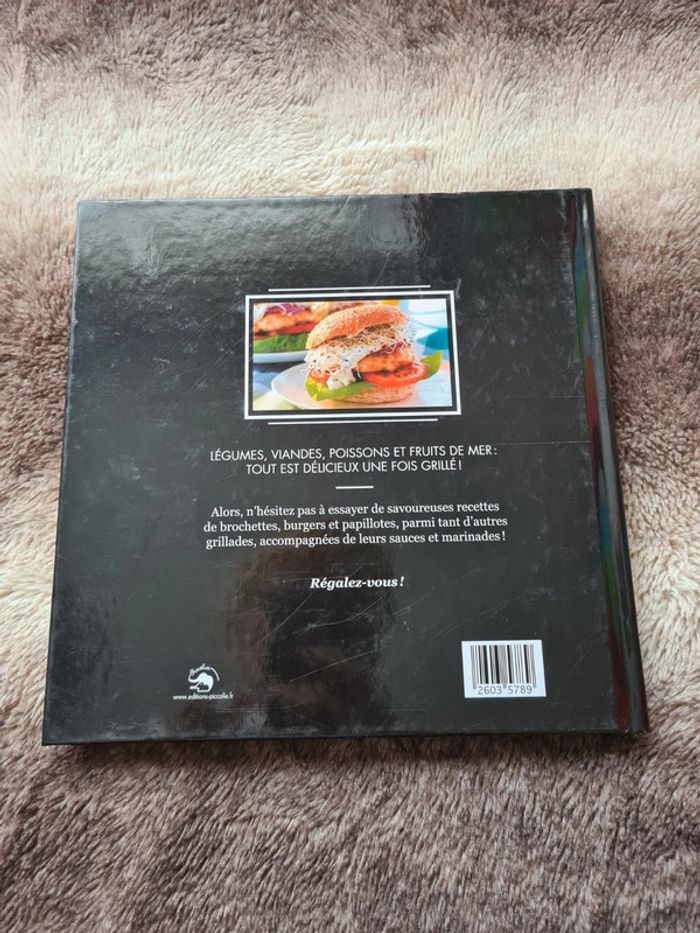 LÉGUMES, VIANDES, POISSONS ET FRUITS DE MER :
TOUT EST DÉLICIEUX UNE FOIS GRILLÉ !
Alors, n'hésitez pas à essayer de savoureuses recettes
de brochettes, burgers et papillotes, parmi tant d'autres
grillades, accompagnées de leurs sauces et marinades !
Régalez-vous !
Piccolia
www.editions-piccolia.fr
2603 5789